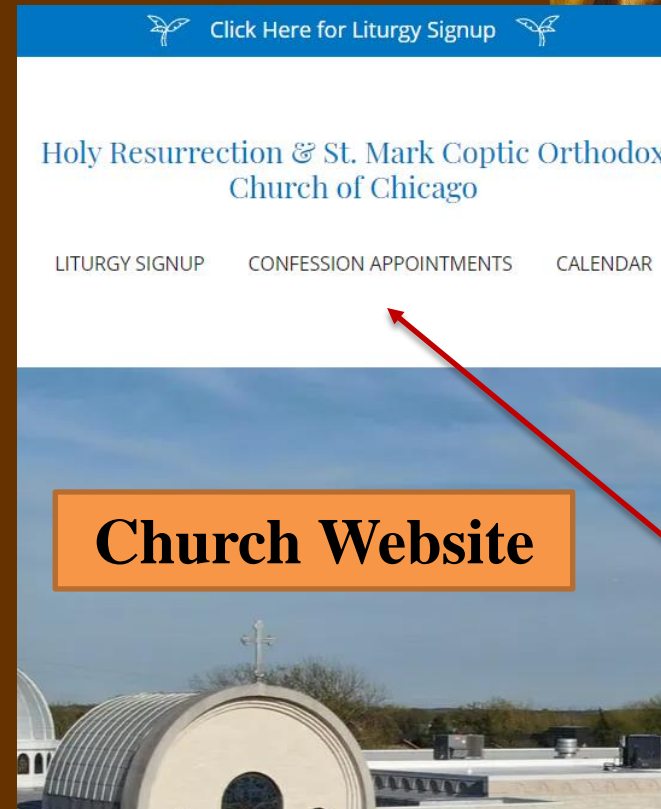 Click Here for Liturgy Signup
Holy Resurrection & St. Mark Coptic Orthodox
Church of Chicago
LITURGY SIGNUP CONFESSION APPOINTMENTS CALENDAR
Church Website